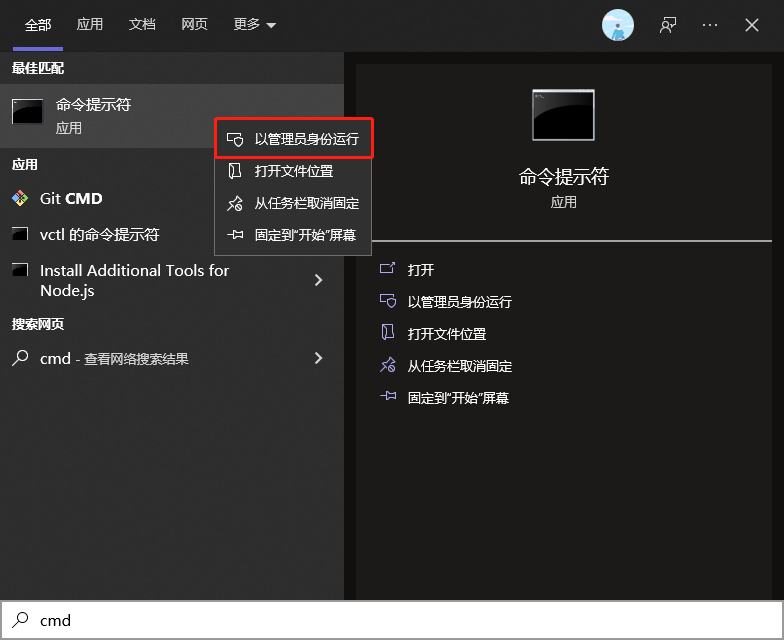 全部 应用 文档 网页 更多
最佳匹配
命令提示符
应用
以管理员身份运行
打开文件位置
从任务栏取消固定
固定到“开始”屏幕
应用
Git CMD
vctl 的命令提示符
Install Additional Tools for
Node.js
搜索网页
cmd - 查看网络搜索结果
命令提示符
应用
打开
以管理员身份运行
打开文件位置
从任务栏取消固定
固定到“开始”屏幕
cmd